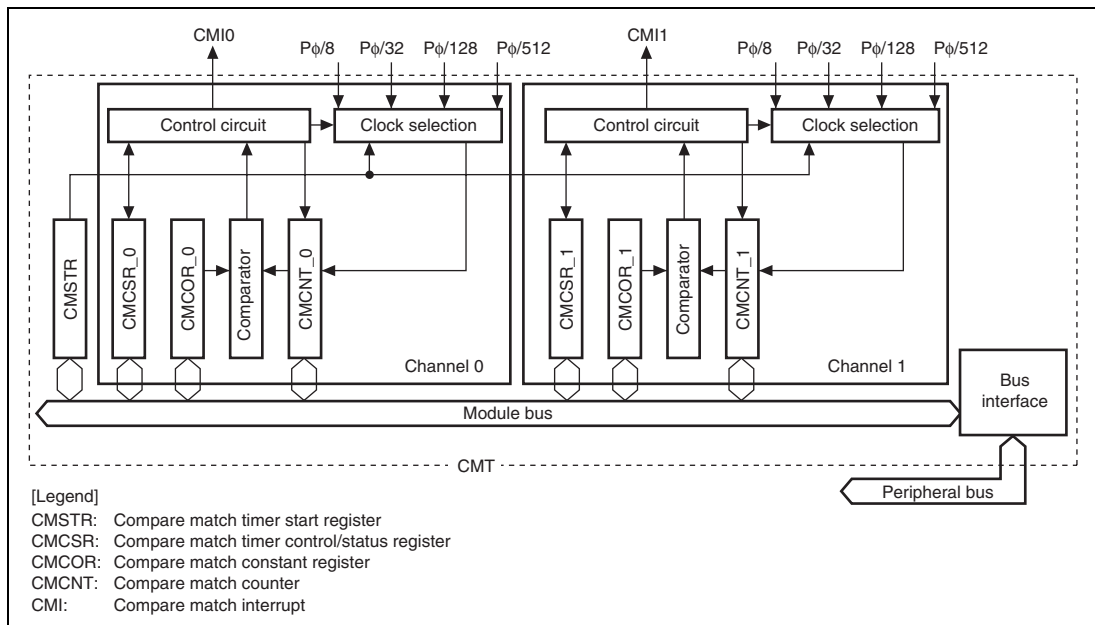 CMI0
Pφ/8 Pφ/32 Pφ/128 Pφ/512
CMI1
Pφ/8 Pφ/32 Pφ/128 Pφ/512
Control circuit
Clock selection
Control circuit
Clock selection
CMSTR
CMCSR_0
CMCOR_0
Comparator
CMCNT_0
CMCSR_1
CMCOR_1
Comparator
CMCNT_1
Channel 0
Channel 1
Module bus
Bus
interface
CMT
Peripheral bus
[Legend]
CMSTR: Compare match timer start register
CMCSR: Compare match timer control/status register
CMCOR: Compare match constant register
CMCNT: Compare match counter
CMI: Compare match interrupt